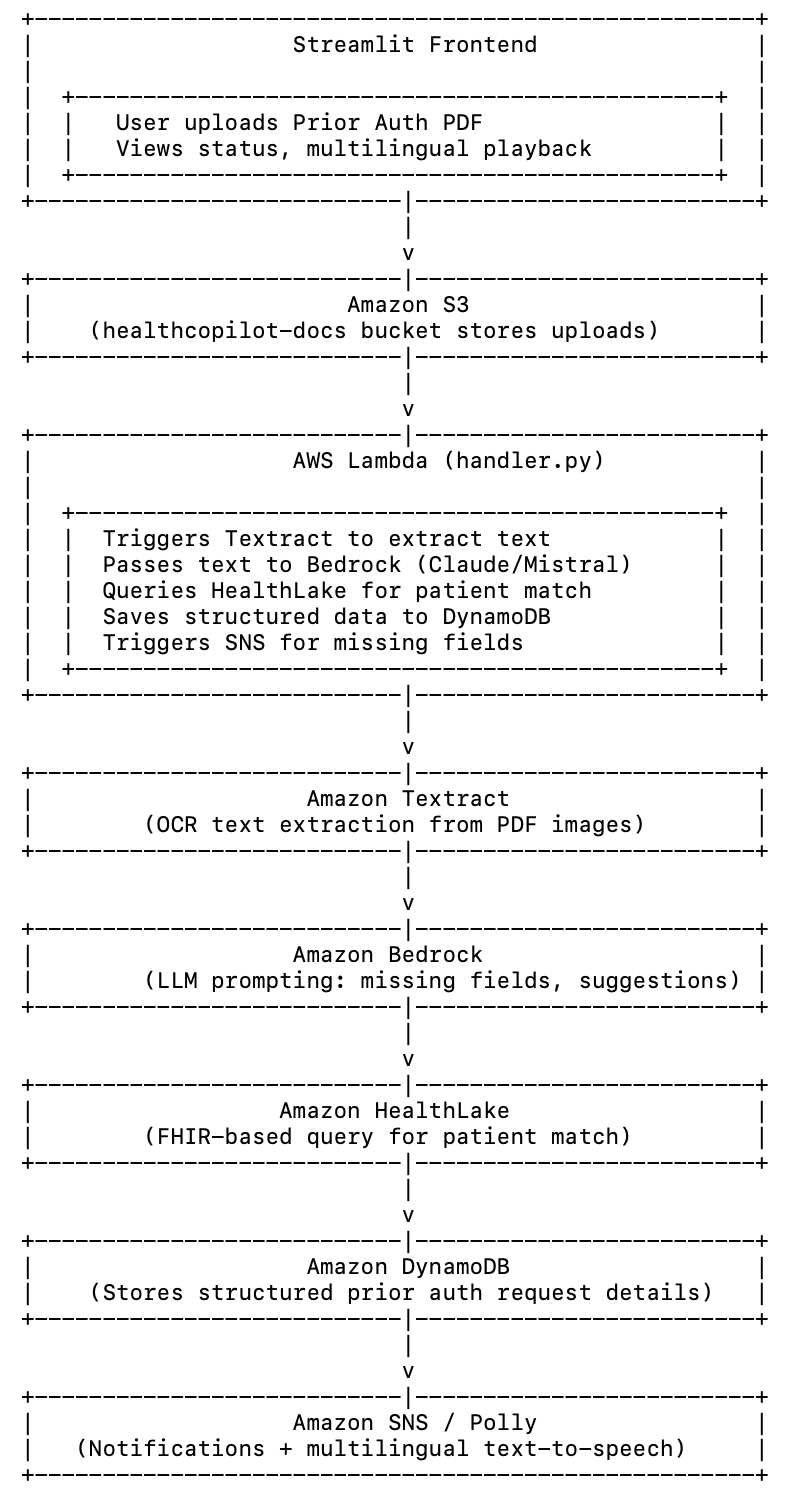 Streamlit Frontend
User uploads Prior Auth PDF
Views status, multilingual playback
v
Amazon S3
(healthcopilot-docs bucket stores uploads)
v
AWS Lambda (handler.py)
Triggers Textract to extract text
Passes text to Bedrock (Claude/Mistral)
Queries HealthLake for patient match
Saves structured data to DynamoDB
Triggers SNS for missing fields
v
Amazon Textract
(OCR text extraction from PDF images)
v
Amazon Bedrock
(LLM prompting: missing fields, suggestions)
v
Amazon HealthLake
(FHIR-based query for patient match)
v
Amazon DynamoDB
(Stores structured prior auth request details)
v
Amazon SNS / Polly
(Notifications + multilingual text-to-speech)